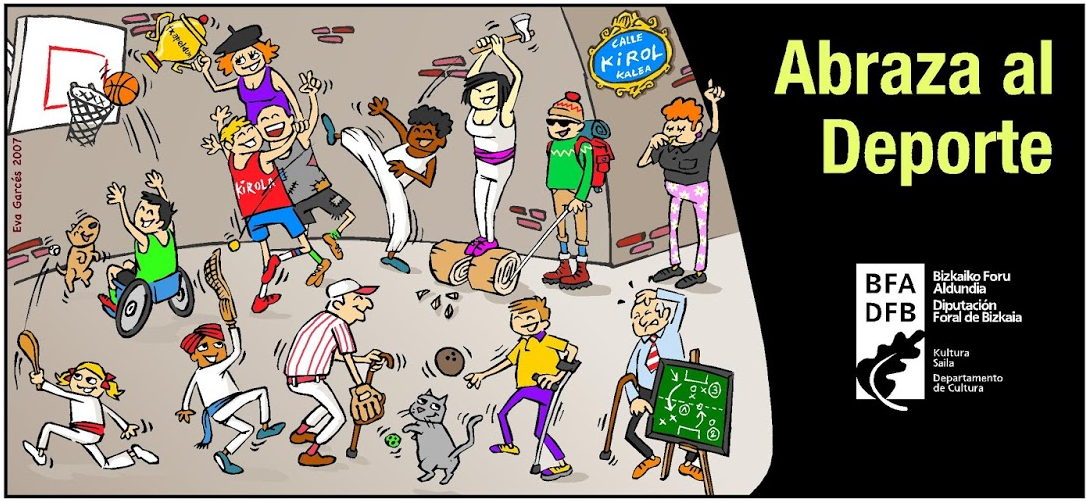 Txapeldun
CALLE
KiROL
KALEA
KiROLA
Eva Garcés 2007
Abraza al
Deporte
BFA
DFB
Bizkaiko Foru
Aldundia
Diputación
Foral de Bizkaia
Kultura
Saila
Departamento
de Cultura